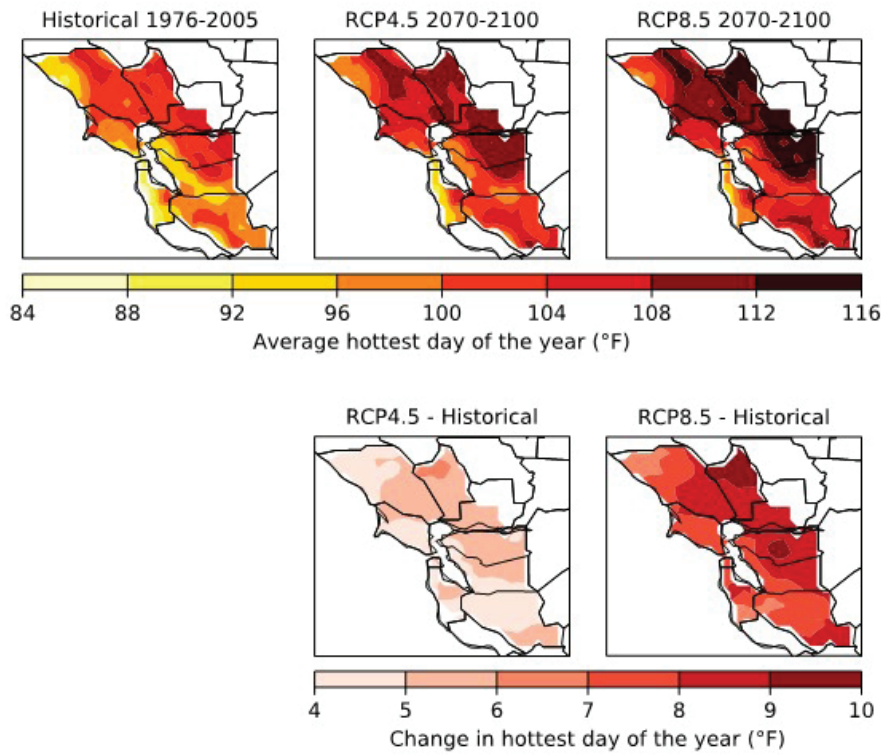 Historical 1976-2005 RCP4.5 2070-2100 RCP8.5 2070-2100
84 88 92 96 100 104 108 112 116
Average hottest day of the year (°F)
RCP4.5 - Historical RCP8.5 - Historical
4 5 6 7 8 9 10
Change in hottest day of the year (°F)